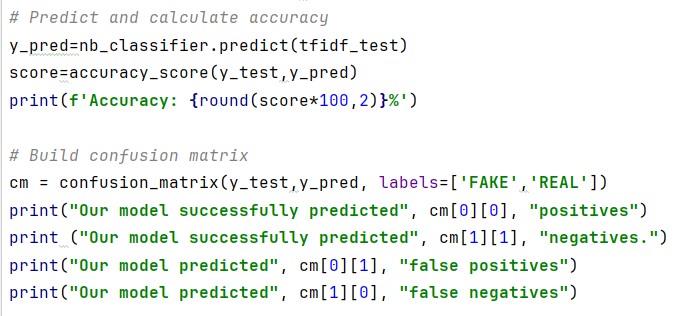 # Predict and calculate accuracy
y_pred=nb_classifier.predict(tfidf_test)
score=accuracy_score(y_test,y_pred)
print(f'Accuracy: {round(score*100,2)}%')
# Build confusion matrix
cm = confusion_matrix(y_test,y_pred, labels=['FAKE','REAL'])
print("Our model successfully predicted", cm[0][0], "positives")
print ("Our model successfully predicted", cm[1][1], "negatives.")
print("Our model predicted", cm[0][1], "false positives")
print("Our model predicted", cm[1][0], "false negatives")